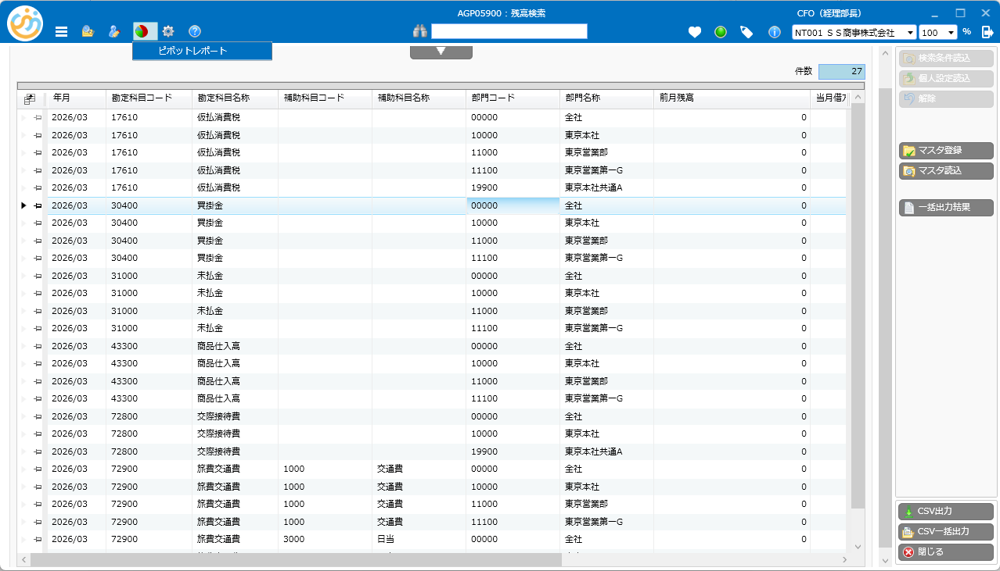 AGP05900：残高検索
CFO（経理部長）
NT001 ＳＳ商事株式会社 100 %
ピボットレポート
件数 27
年月 勘定科目コード 勘定科目名称 補助科目コード 補助科目名称 部門コード 部門名称 前月残高 当月借方
2026/03 17610 仮払消費税 00000 全社 0
2026/03 17610 仮払消費税 10000 東京本社 0
2026/03 17610 仮払消費税 11000 東京営業部 0
2026/03 17610 仮払消費税 11100 東京営業第一G 0
2026/03 17610 仮払消費税 19900 東京本社共通A 0
2026/03 30400 買掛金 00000 全社 0
2026/03 30400 買掛金 10000 東京本社 0
2026/03 30400 買掛金 11000 東京営業部 0
2026/03 30400 買掛金 11100 東京営業第一G 0
2026/03 31000 未払金 00000 全社 0
2026/03 31000 未払金 10000 東京本社 0
2026/03 31000 未払金 11000 東京営業部 0
2026/03 31000 未払金 11100 東京営業第一G 0
2026/03 43300 商品仕入高 00000 全社 0
2026/03 43300 商品仕入高 10000 東京本社 0
2026/03 43300 商品仕入高 11000 東京営業部 0
2026/03 43300 商品仕入高 11100 東京営業第一G 0
2026/03 72800 交際接待費 00000 全社 0
2026/03 72800 交際接待費 10000 東京本社 0
2026/03 72800 交際接待費 19900 東京本社共通A 0
2026/03 72900 旅費交通費 1000 交通費 00000 全社 0
2026/03 72900 旅費交通費 1000 交通費 10000 東京本社 0
2026/03 72900 旅費交通費 1000 交通費 11000 東京営業部 0
2026/03 72900 旅費交通費 1000 交通費 11100 東京営業第一G 0
2026/03 72900 旅費交通費 3000 日当 00000 全社 0
検索条件読込
個人設定読込
解除
マスタ登録
マスタ読込
一括出力結果
CSV出力
CSV一括出力
閉じる